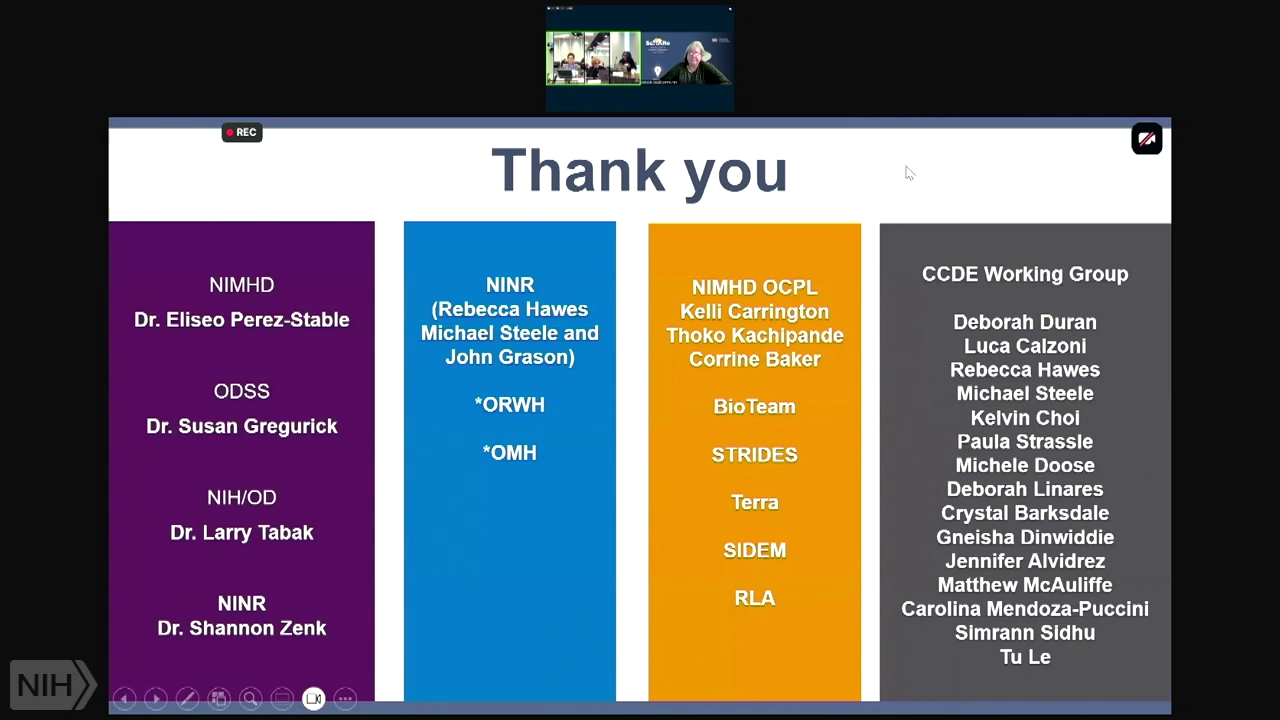 REC
Thank you
NIMHD
Dr. Eliseo Perez-Stable
ODSS
Dr. Susan Gregurick
NIH/OD
Dr. Larry Tabak
NINR
Dr. Shannon Zenk
NINR
(Rebecca Hawes
Michael Steele and
John Grason)
*ORWH
*OMH
NIMHD OCPL
Kelli Carrington
Thoko Kachipande
Corrine Baker
BioTeam
STRIDES
Terra
SIDEM
RLA
CCDE Working Group
Deborah Duran
Luca Calzoni
Rebecca Hawes
Michael Steele
Kelvin Choi
Paula Strassle
Michele Doose
Deborah Linares
Crystal Barksdale
Gneisha Dinwiddie
Jennifer Alvidrez
Matthew McAuliffe
Carolina Mendoza-Puccini
Simrann Sidhu
Tu Le
NIH